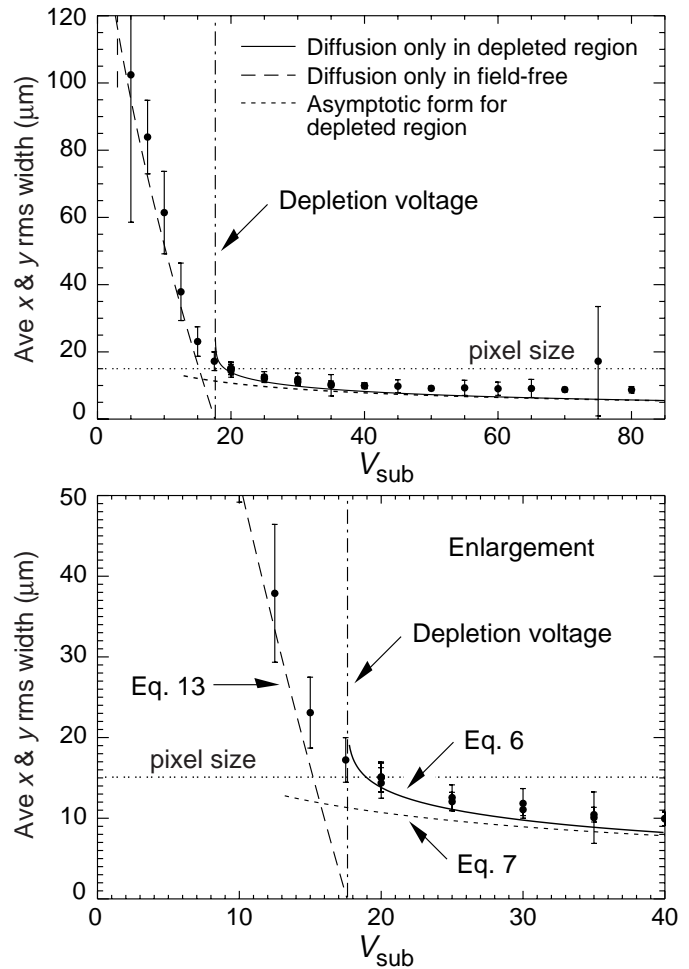 120
100
80
60
40
20
0
Ave x & y rms width (μm)
Diffusion only in depleted region
Diffusion only in field-free
Asymptotic form for
depleted region
Depletion voltage
pixel size
0 20 40 60 80
Vsub
50
40
30
20
10
0
Ave x & y rms width (μm)
Enlargement
Depletion voltage
Eq. 13
Eq. 6
pixel size
Eq. 7
0 10 20 30 40
Vsub